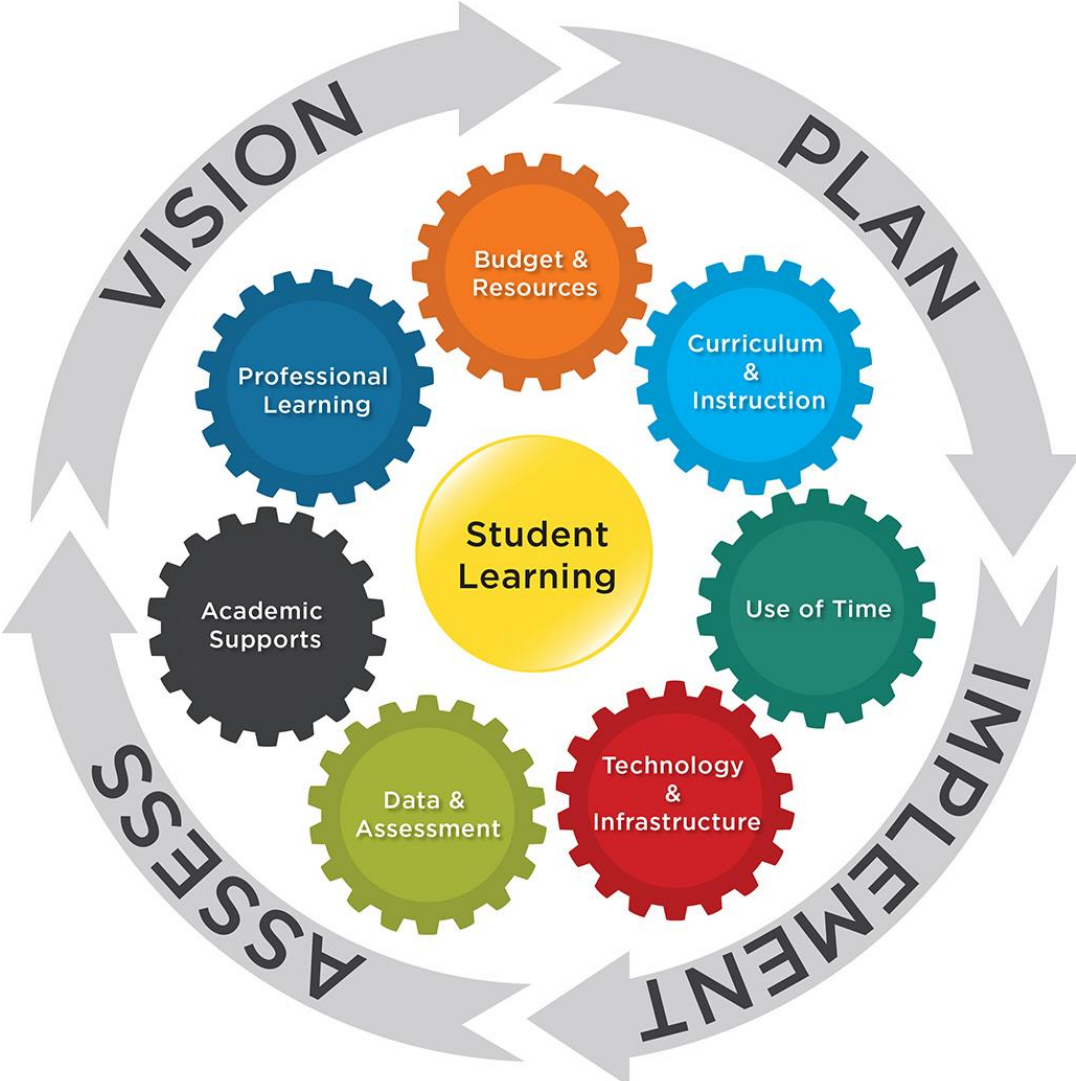 VISION
PLAN
IMPLEMENT
ASSESS
Budget &
Resources
Curriculum
&
Instruction
Use of Time
Technology
&
Infrastructure
Data &
Assessment
Academic
Supports
Professional
Learning
Student
Learning